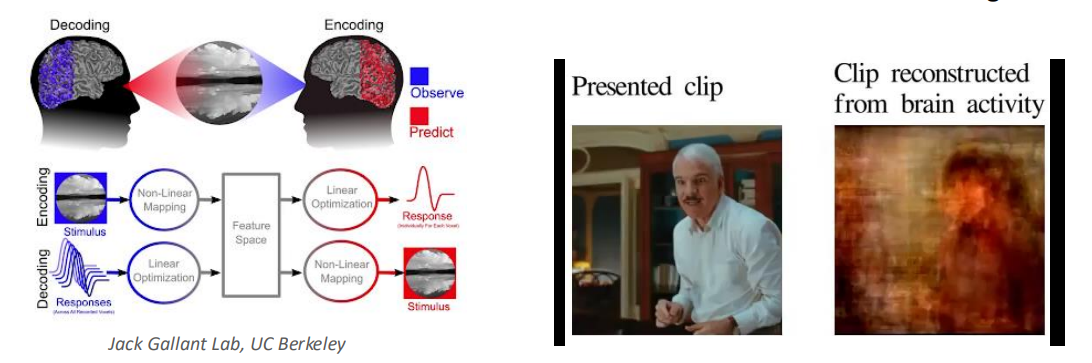 Decoding
Encoding
Observe
Predict
Encoding
Stimulus
Non-Linear
Mapping
Feature
Space
Linear
Optimization
Response
(Individually For Each Voxel)
Decoding
Responses
(Across All Recorded Voxels)
Linear
Optimization
Non-Linear
Mapping
Stimulus
Jack Gallant Lab, UC Berkeley
Presented clip
Clip reconstructed
from brain activity